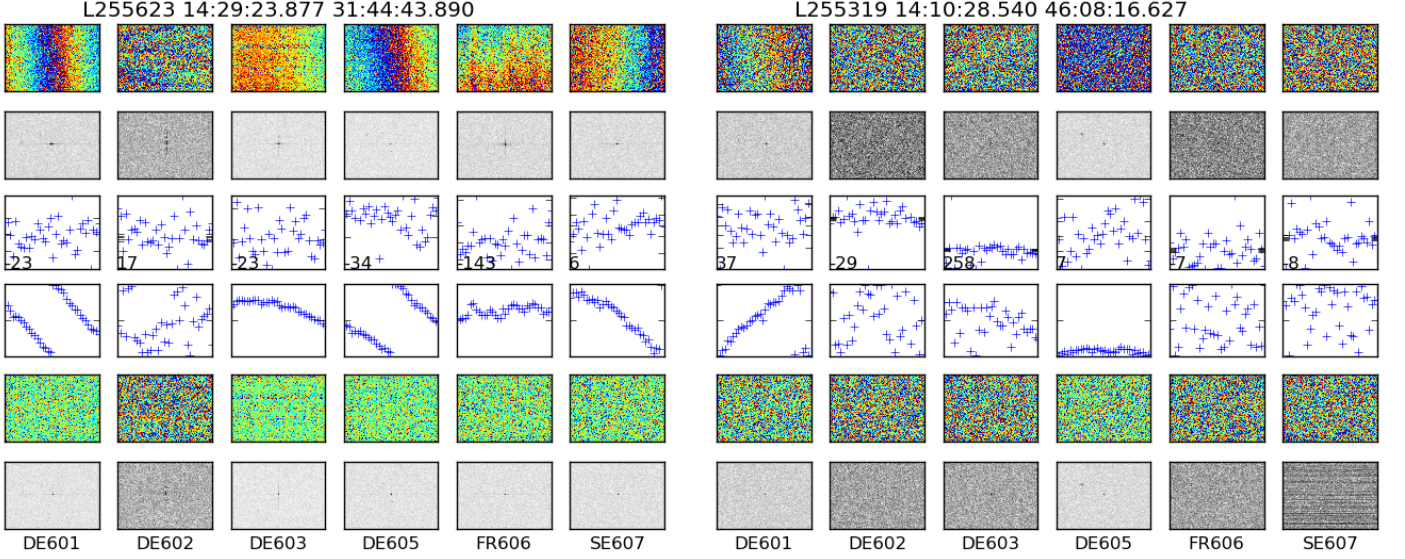 L255623 14:29:23.877 31:44:43.890
L255319 14:10:28.540 46:08:16.627
-23 17 -23 -34 -143 6
37 -29 258 7 -7 -8
DE601 DE602 DE603 DE605 FR606 SE607
DE601 DE602 DE603 DE605 FR606 SE607